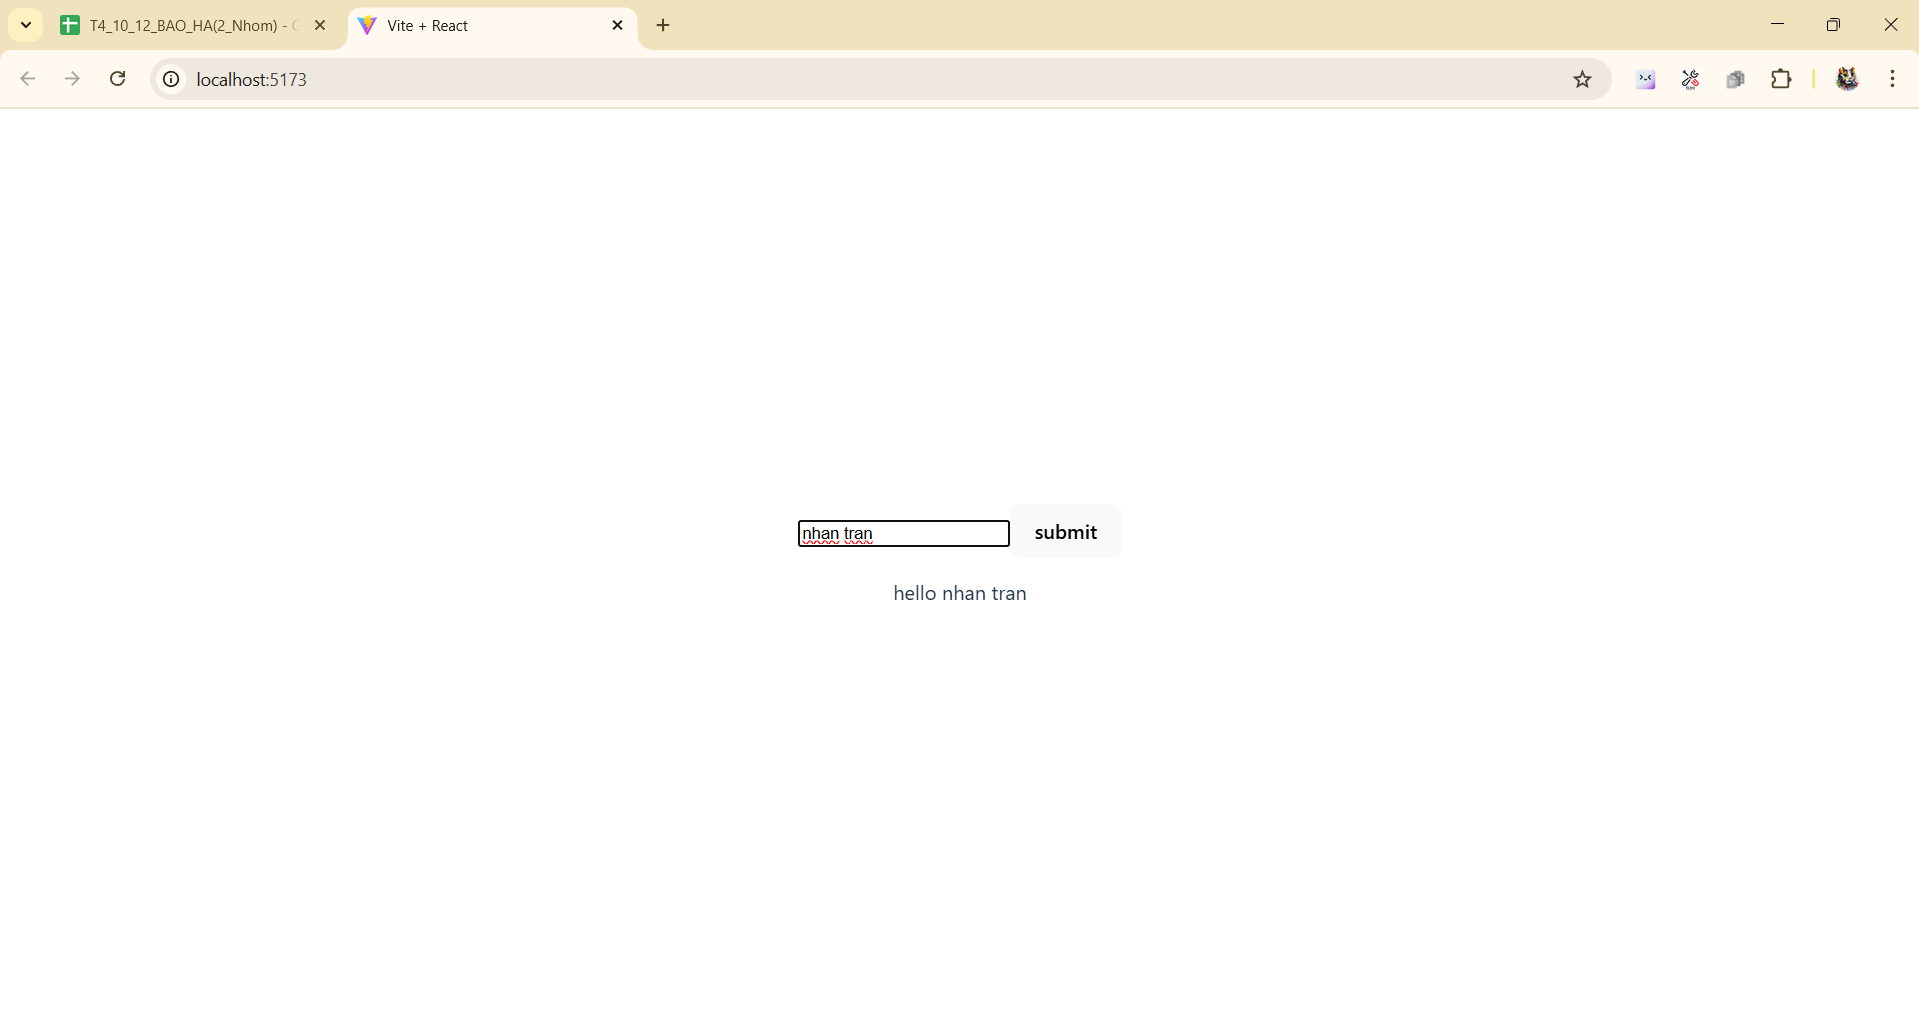 T4_10_12_BAO_HA(2_Nhom) -
Vite + React
localhost:5173
nhan tran
submit
hello nhan tran